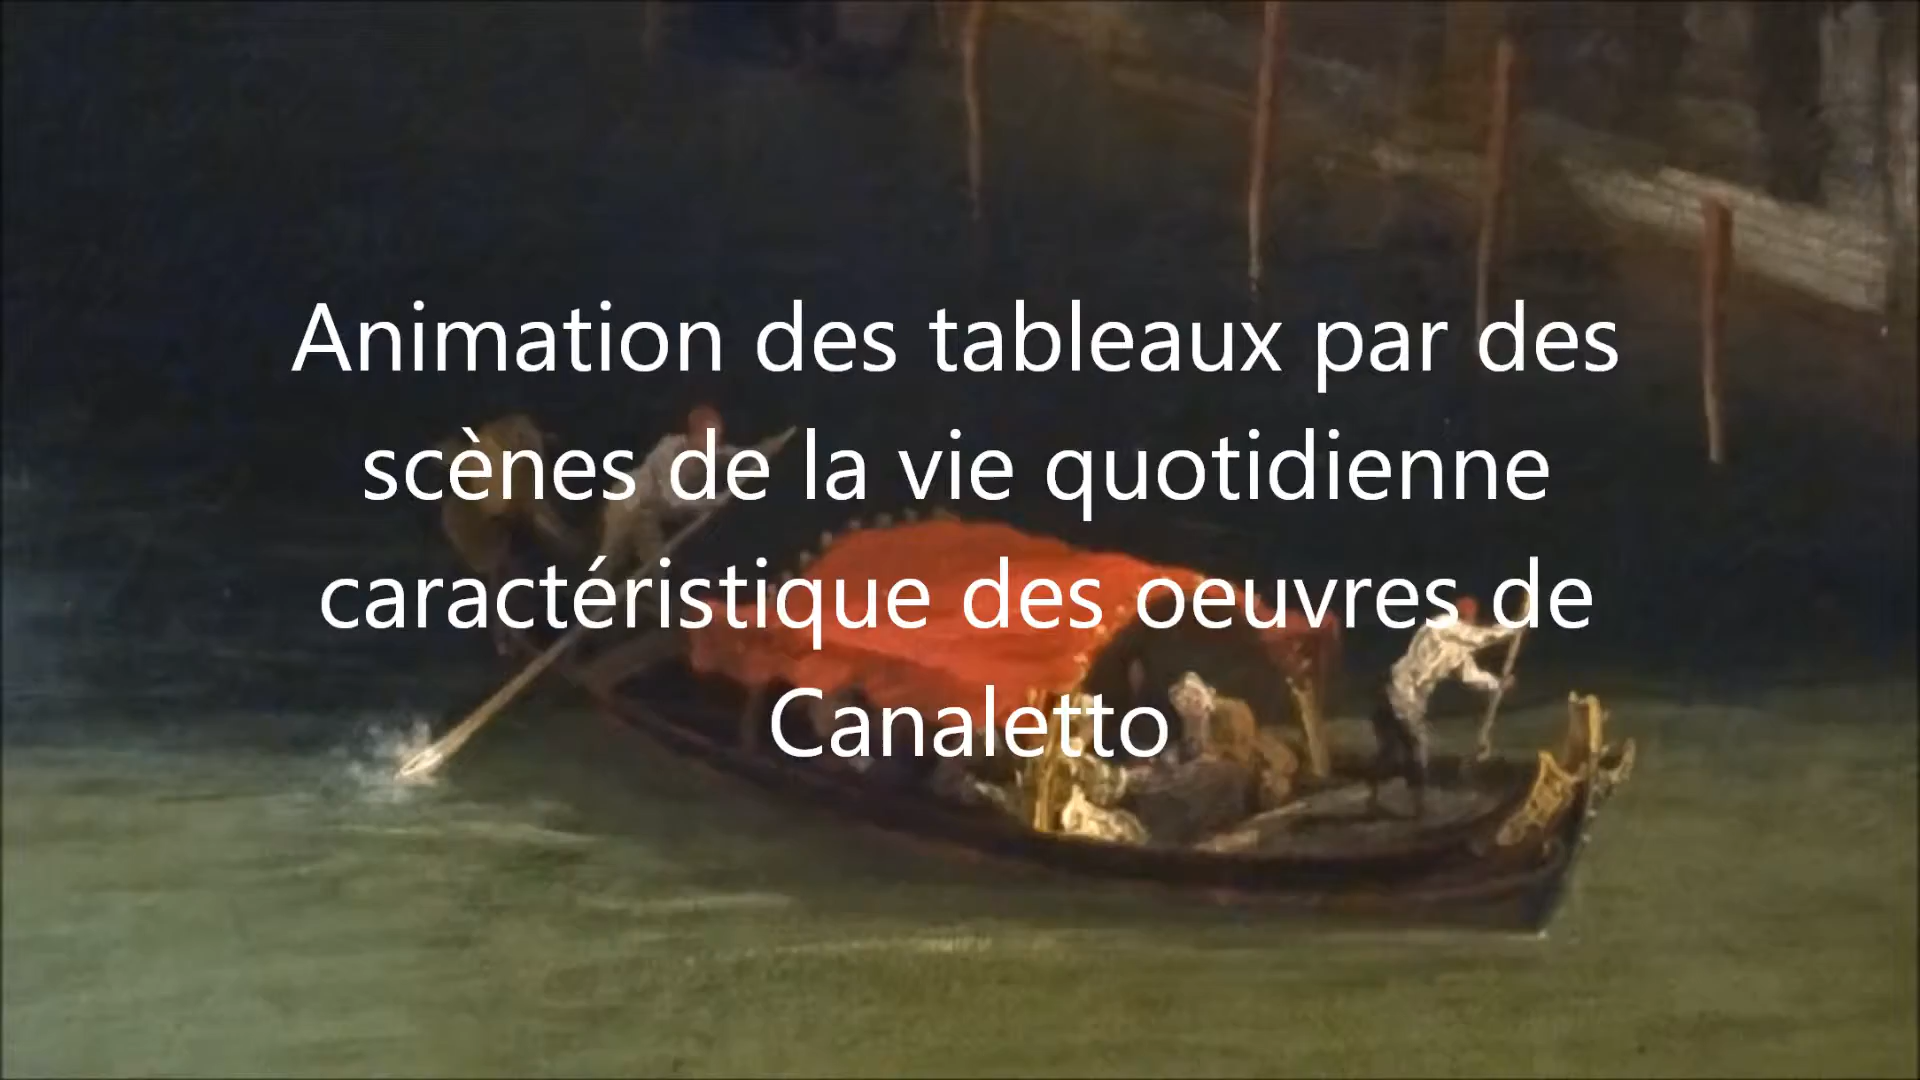 Animation des tableaux par des
scènes de la vie quotidienne
caractéristique des oeuvres de
Canaletto